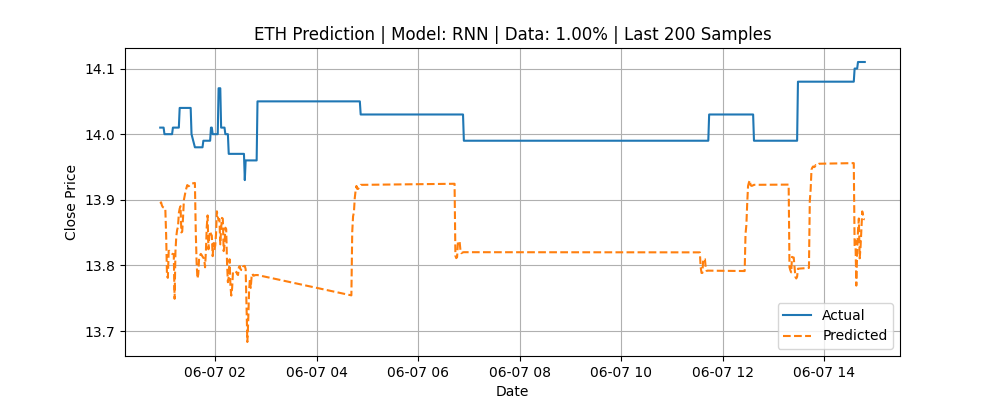 ETH Prediction | Model: RNN | Data: 1.00% | Last 200 Samples
14.1
14.0
13.9
13.8
13.7
Close Price
06-07 02
06-07 04
06-07 06
06-07 08
06-07 10
06-07 12
06-07 14
Date
Actual
Predicted